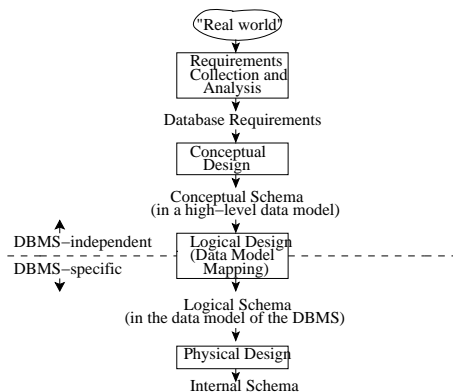 "Real world"
Requirements
Collection and
Analysis
Database Requirements
Conceptual
Design
Conceptual Schema
(in a high−level data model)
DBMS−independent
Logical Design
(Data Model
Mapping)
DBMS−specific
Logical Schema
(in the data model of the DBMS)
Physical Design
Internal Schema